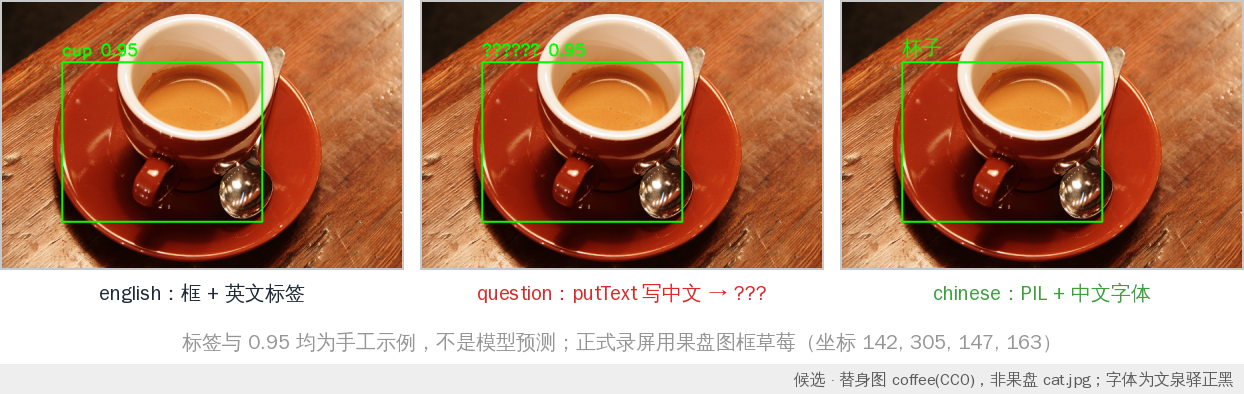 cup 0.95
?????? 0.95
杯子
english：框 + 英文标签
question：putText 写中文 → ???
chinese：PIL + 中文字体
标签与 0.95 均为手工示例，不是模型预测；正式录屏用果盘图框草莓（坐标 142, 305, 147, 163）
候选 · 替身图 coffee(CC0)，非果盘 cat.jpg；字体为文泉驿正黑